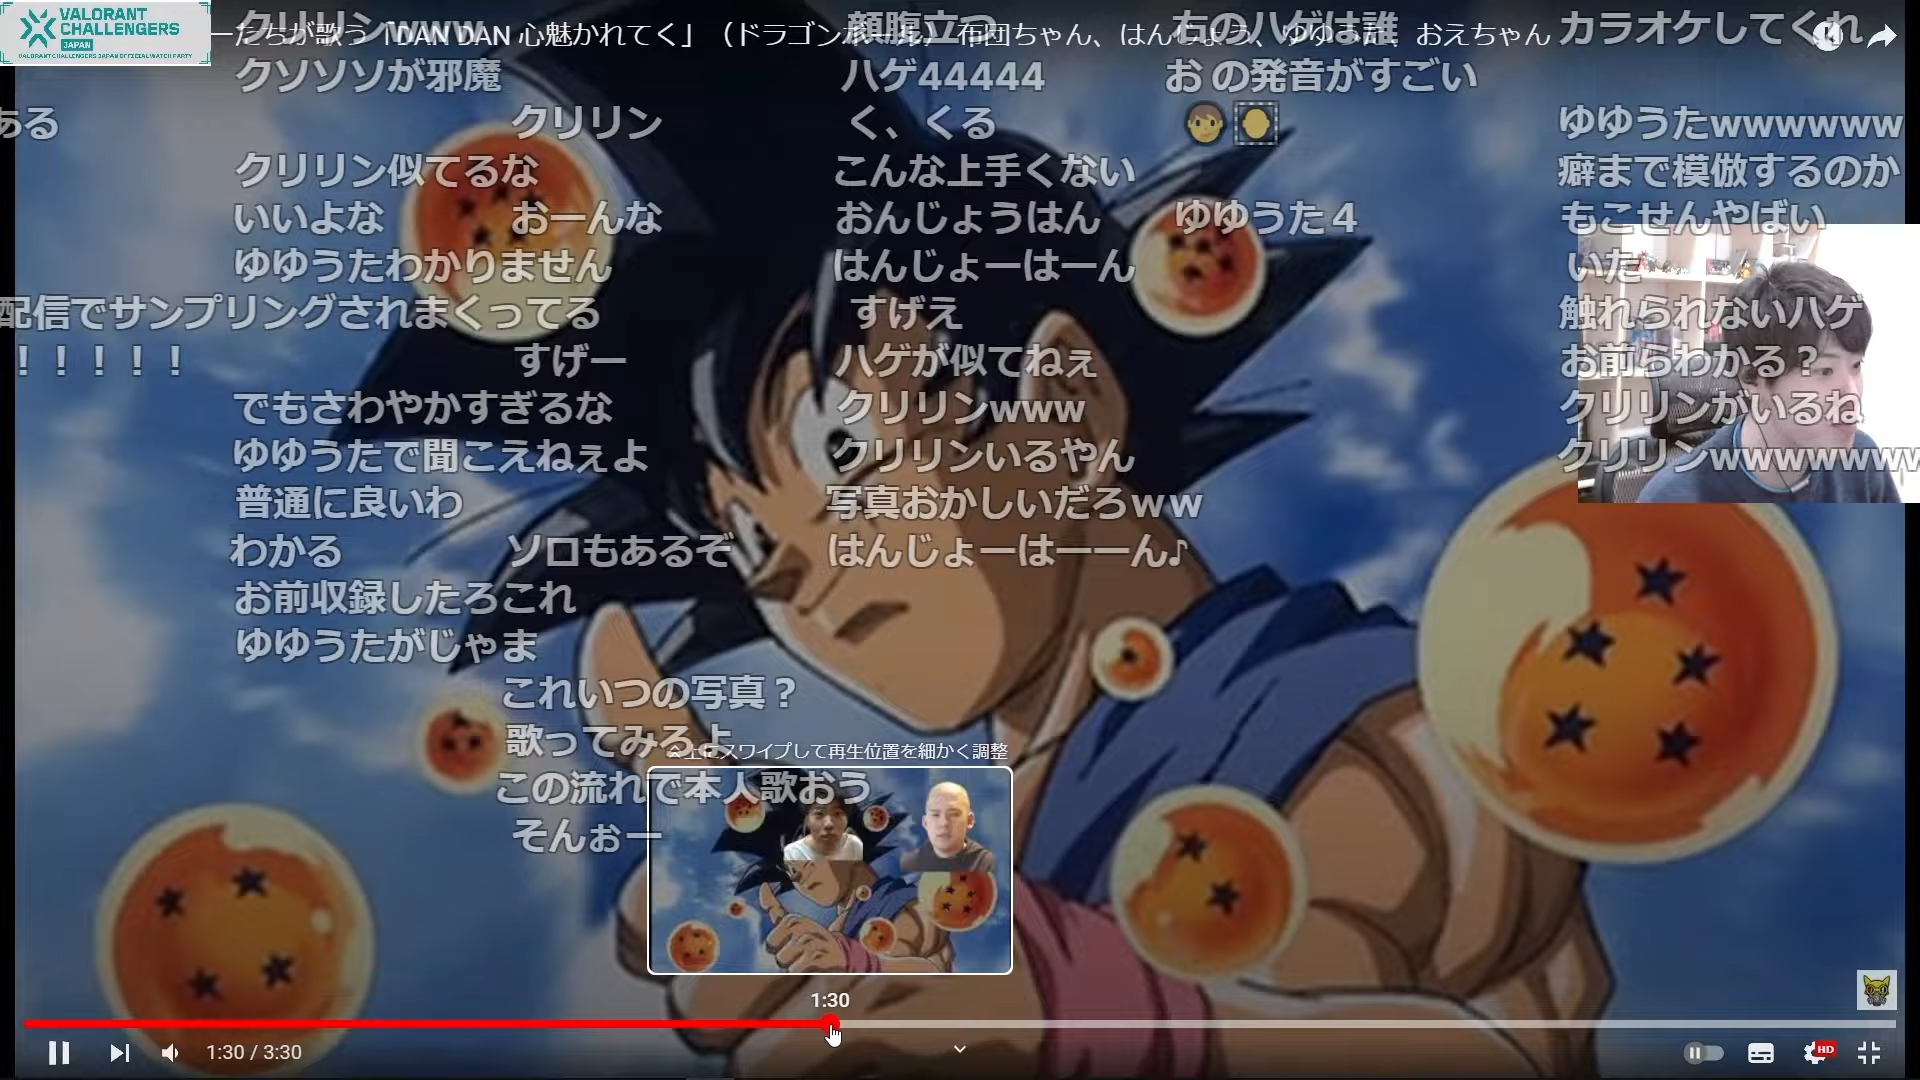 VALORANT
CHALLENGERS
JAPAN
VALORANT CHALLENGERS JAPAN OFFICIAL WATCH PARTY
ーたちが歌う「DAN DAN 心魅かれてく」（ドラゴンボール）布団ちゃん、はんじょう、ゆゆうた、おえちゃん
クリリンwww
顔腹立つ
カラオケしてくれ
クソソソが邪魔
ハゲ44444
お の発音がすごい
ある
クリリン
く、くる
ゆゆうたwwwwww
クリリン似てるな
こんな上手くない
癖まで模倣するのか
いいよな
おーんな
おんじょうはん
ゆゆうた４
もこせんやばい
ゆゆうたわかりません
はんじょーはーん
いた
配信でサンプリングされまくってる
すげえ
触れられないハゲ
！！！！！
すげー
ハゲが似てねぇ
お前らわかる？
でもさわやかすぎるな
クリリンwww
クリリンがいるね
ゆゆうたで聞こえねぇよ
クリリンいるやん
クリリンwwwwwww
普通に良いわ
写真おかしいだろｗｗ
わかる
ソロもあるぞ
はんじょーはーーん♪
お前収録したろこれ
ゆゆうたがじゃま
これいつの写真？
歌ってみろよ
上にスワイプして再生位置を細かく調整
この流れで本人歌おう
そんぉー
1:30
1:30 / 3:30
HD